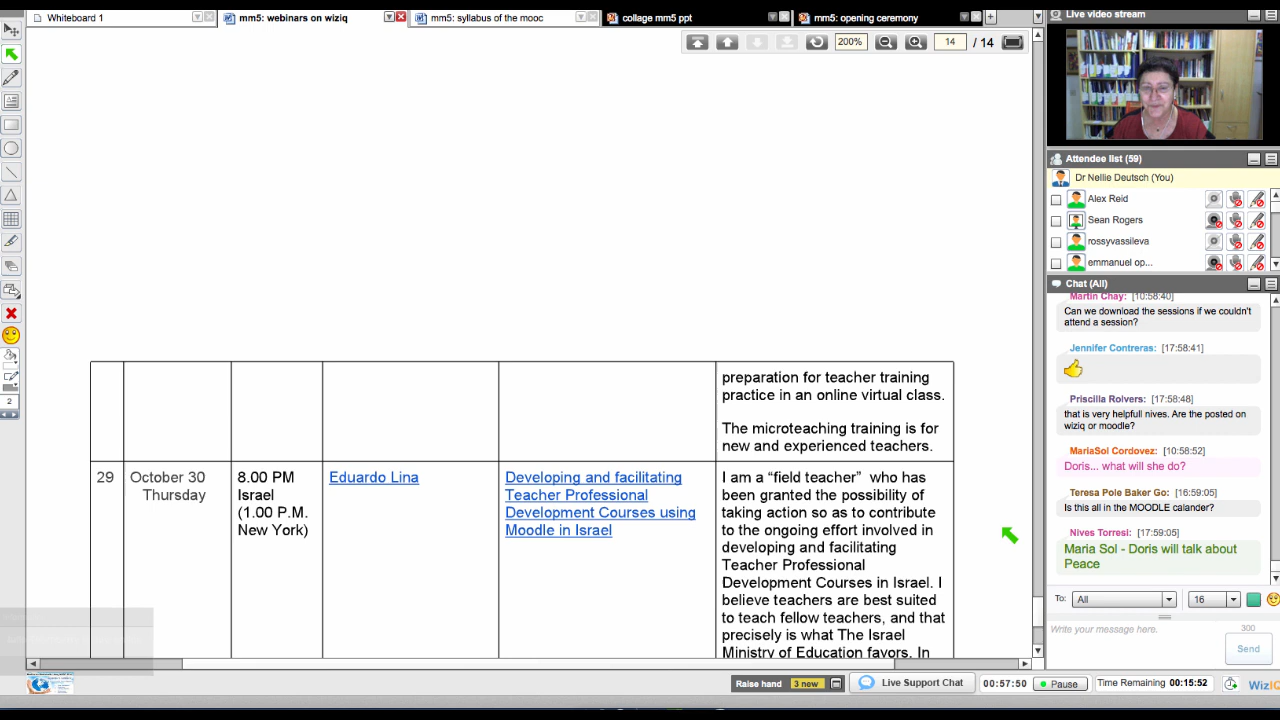 Whiteboard 1
mm5: webinars on wiziq
mm5: syllabus of the mooc
collage mm5 ppt
mm5: opening ceremony
Live video stream
200%
14
/ 14
Attendee list (59)
Dr Nellie Deutsch (You)
Alex Reid
Sean Rogers
rossyvassileva
emmanuel op...
Chat (All)
Martin Chay: [10:58:40]
Can we download the sessions if we couldn't
attend a session?
Jennifer Contreras: [17:58:41]
Priscilla Rolvers: [17:58:48]
that is very helpfull nives. Are the posted on
wiziq or moodle?
MariaSol Cordovez: [10:58:52]
Doris... what will she do?
Teresa Pole Baker Go: [16:59:05]
Is this all in the MOODLE calander?
Nives Torresi: [17:59:05]
Maria Sol - Doris will talk about
Peace
To:
All
16
Write your message here.
300
Send
2
preparation for teacher training
practice in an online virtual class.
The microteaching training is for
new and experienced teachers.
29
October 30
Thursday
8.00 PM
Israel
(1.00 P.M.
New York)
Eduardo Lina
Developing and facilitating
Teacher Professional
Development Courses using
Moodle in Israel
I am a “field teacher” who has
been granted the possibility of
taking action so as to contribute
to the ongoing effort involved in
developing and facilitating
Teacher Professional
Development Courses in Israel. I
believe teachers are best suited
to teach fellow teachers, and that
precisely is what The Israel
Ministry of Education favors. In
Raise hand
3 new
Live Support Chat
00:57:50
Pause
Time Remaining 00:15:52
WizIQ